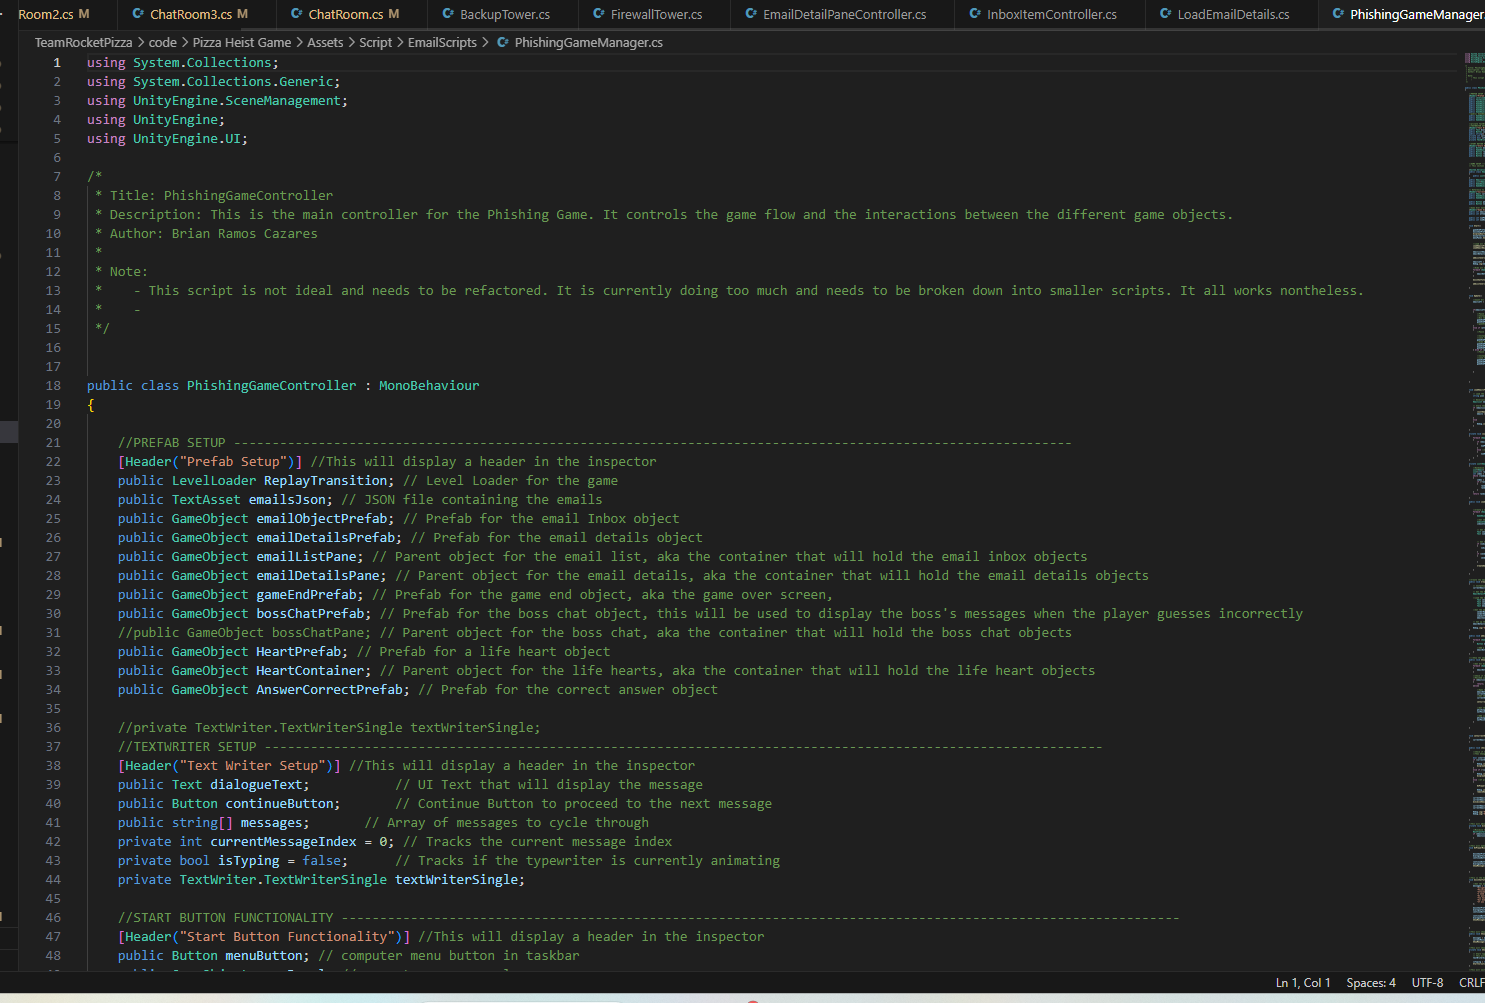 Room2.cs M ChatRoom3.cs M ChatRoom.cs M BackupTower.cs FirewallTower.cs EmailDetailPaneController.cs InboxItemController.cs LoadEmailDetails.cs PhishingGameManager.
TeamRocketPizza > code > Pizza Heist Game > Assets > Script > EmailScripts > PhishingGameManager.cs
1 using System.Collections;
2 using System.Collections.Generic;
3 using UnityEngine.SceneManagement;
4 using UnityEngine;
5 using UnityEngine.UI;
6
7 /*
8 * Title: PhishingGameController
9 * Description: This is the main controller for the Phishing Game. It controls the game flow and the interactions between the different game objects.
10 * Author: Brian Ramos Cazares
11 *
12 * Note:
13 * - This script is not ideal and needs to be refactored. It is currently doing too much and needs to be broken down into smaller scripts. It all works nontheless.
14 * -
15 */
16
17
18 public class PhishingGameController : MonoBehaviour
19 {
20
21 //PREFAB SETUP -------------------------------------------------------------------------------------------------------------
22 [Header("Prefab Setup")] //This will display a header in the inspector
23 public LevelLoader ReplayTransition; // Level Loader for the game
24 public TextAsset emailsJson; // JSON file containing the emails
25 public GameObject emailObjectPrefab; // Prefab for the email Inbox object
26 public GameObject emailDetailsPrefab; // Prefab for the email details object
27 public GameObject emailListPane; // Parent object for the email list, aka the container that will hold the email inbox objects
28 public GameObject emailDetailsPane; // Parent object for the email details, aka the container that will hold the email details objects
29 public GameObject gameEndPrefab; // Prefab for the game end object, aka the game over screen,
30 public GameObject bossChatPrefab; // Prefab for the boss chat object, this will be used to display the boss's messages when the player guesses incorrectly
31 //public GameObject bossChatPane; // Parent object for the boss chat, aka the container that will hold the boss chat objects
32 public GameObject HeartPrefab; // Prefab for a life heart object
33 public GameObject HeartContainer; // Parent object for the life hearts, aka the container that will hold the life heart objects
34 public GameObject AnswerCorrectPrefab; // Prefab for the correct answer object
35
36 //private TextWriter.TextWriterSingle textWriterSingle;
37 //TEXTWRITER SETUP -------------------------------------------------------------------------------------------------------------
38 [Header("Text Writer Setup")] //This will display a header in the inspector
39 public Text dialogueText; // UI Text that will display the message
40 public Button continueButton; // Continue Button to proceed to the next message
41 public string[] messages; // Array of messages to cycle through
42 private int currentMessageIndex = 0; // Tracks the current message index
43 private bool isTyping = false; // Tracks if the typewriter is currently animating
44 private TextWriter.TextWriterSingle textWriterSingle;
45
46 //START BUTTON FUNCTIONALITY -------------------------------------------------------------------------------------------------------------
47 [Header("Start Button Functionality")] //This will display a header in the inspector
48 public Button menuButton; // computer menu button in taskbar
Ln 1, Col 1 Spaces: 4 UTF-8 CRLF